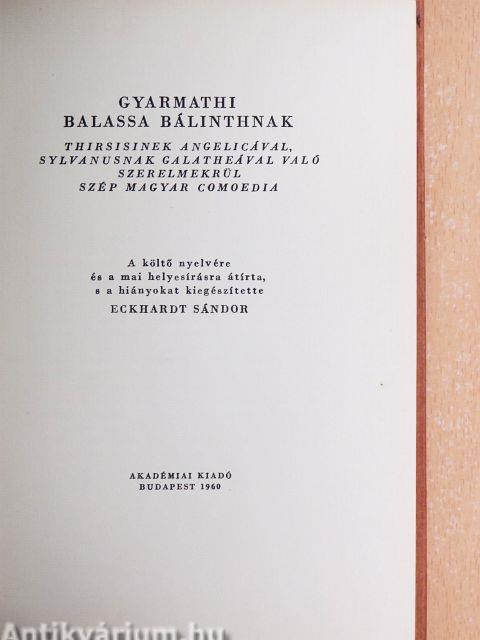 GYARMATHI
BALASSA BÁLINTHNAK
THIRSISINEK ANGELICÁVAL,
SYLVANUSNAK GALATHEÁVAL VALÓ
SZERELMEKRÜL
SZÉP MAGYAR COMOEDIA
A költő nyelvére
és a mai helyesírásra átírta,
s a hiányokat kiegészítette
ECKHARDT SÁNDOR
AKADÉMIAI KIADÓ
BUDAPEST 1960
Antikvárium.hu